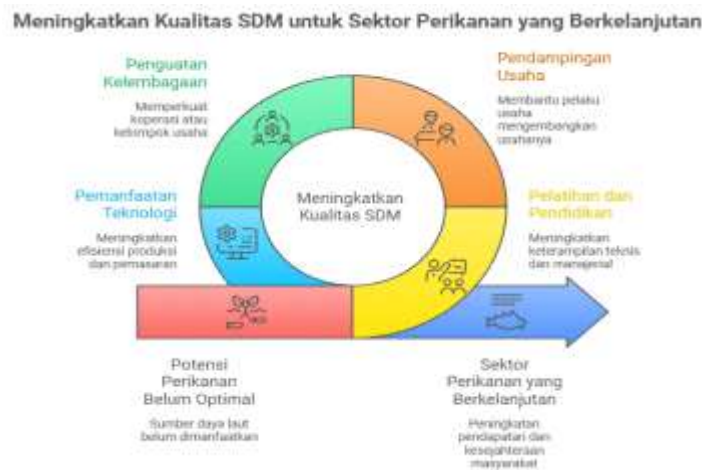 Meningkatkan Kualitas SDM untuk Sektor Perikanan yang Berkelanjutan
Penguatan
Kelembagaan
Memperkuat
koperasi atau
kelompok usaha
Pendampingan
Usaha
Membantu pelaku
usaha
mengembangkan
usahanya
Pemanfaatan
Teknologi
Meningkatkan
efisiensi produksi
dan pemasaran
Meningkatkan
Kualitas SDM
Pelatihan dan
Pendidikan
Meningkatkan
keterampilan teknis
dan manajerial
Potensi
Perikanan
Belum Optimal
Sumber daya laut
belum dimanfaatkan
Sektor
Perikanan yang
Berkelanjutan
Peningkatan
pendapatan dan
kesejahteraan
masyarakat